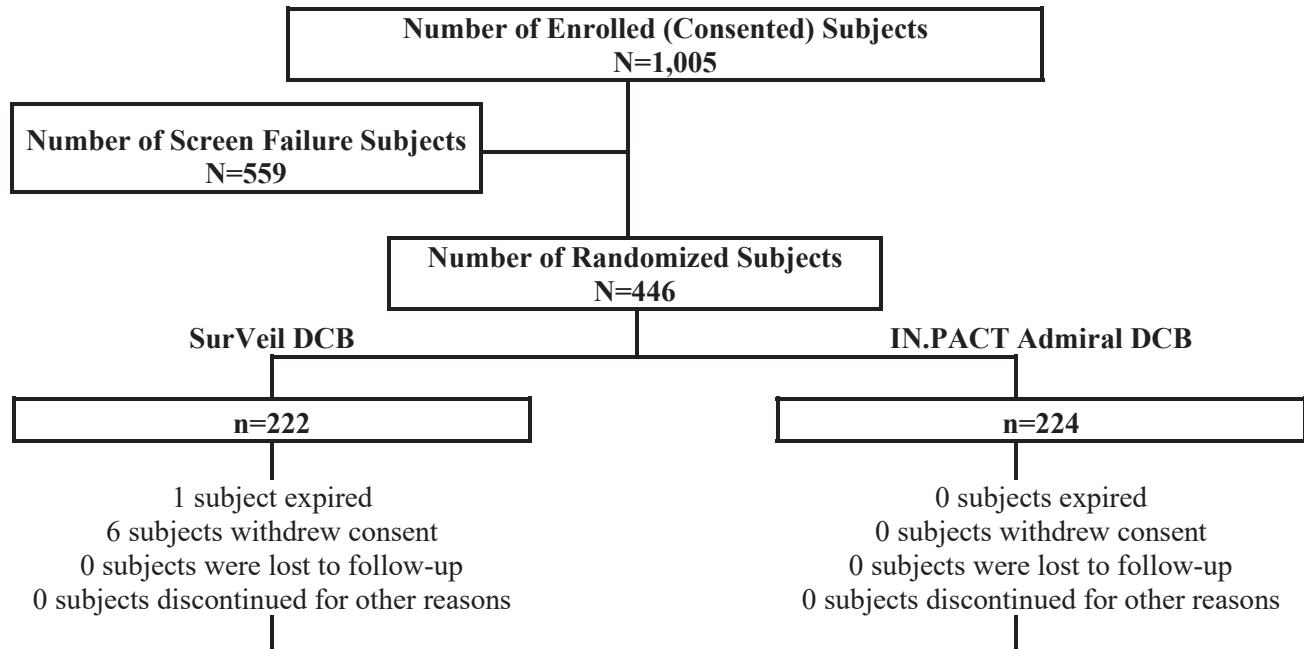 Number of Enrolled (Consented) Subjects
N=1,005
Number of Screen Failure Subjects
N=559
Number of Randomized Subjects
N=446
SurVeil DCB
IN.PACT Admiral DCB
n=222
n=224
1 subject expired
6 subjects withdrew consent
0 subjects were lost to follow-up
0 subjects discontinued for other reasons
0 subjects expired
0 subjects withdrew consent
0 subjects were lost to follow-up
0 subjects discontinued for other reasons